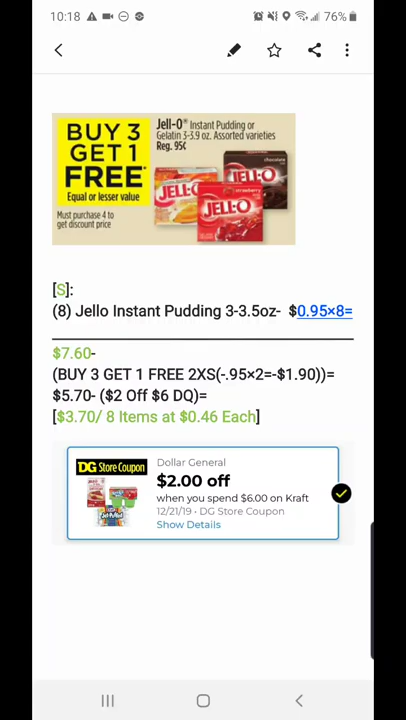 10:18
76%
BUY 3
GET 1
FREE*
Equal or lesser value
Must purchase 4 to
get discount price
Jell-O® Instant Pudding or
Gelatin 3-3.9 oz. Assorted varieties
Reg. 95¢
chocolate
JELL-O
JELL-O
strawberry
JELL-O
[S]:
(8) Jello Instant Pudding 3-3.5oz- $0.95×8=
$7.60-
(BUY 3 GET 1 FREE 2XS(-.95×2=-$1.90))=
$5.70- ($2 Off $6 DQ)=
[$3.70/ 8 Items at $0.46 Each]
DG Store Coupon
Dollar General
$2.00 off
when you spend $6.00 on Kraft
12/21/19 • DG Store Coupon
Show Details